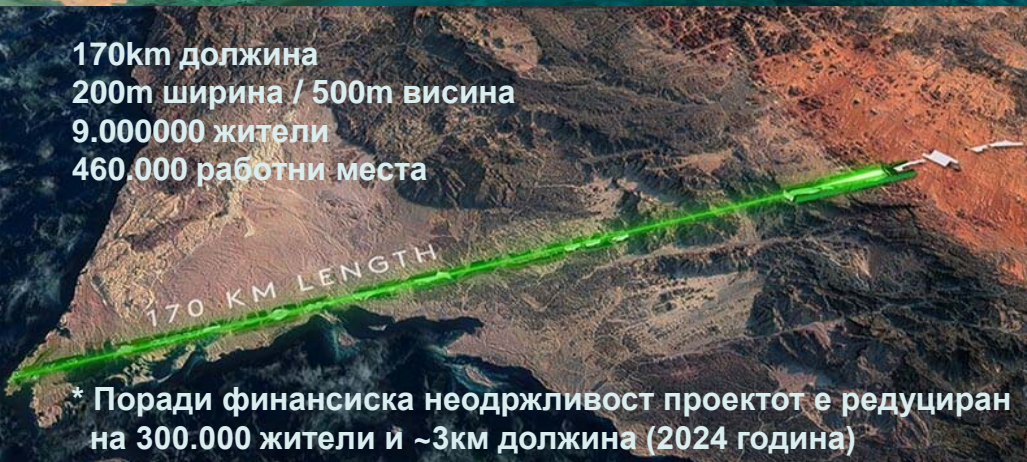 170km должина
200m ширина / 500m висина
9.000000 жители
460.000 работни места
170 KM LENGTH
* Поради финансиска неодржливост проектот е редуциран
на 300.000 жители и ~3км должина (2024 година)